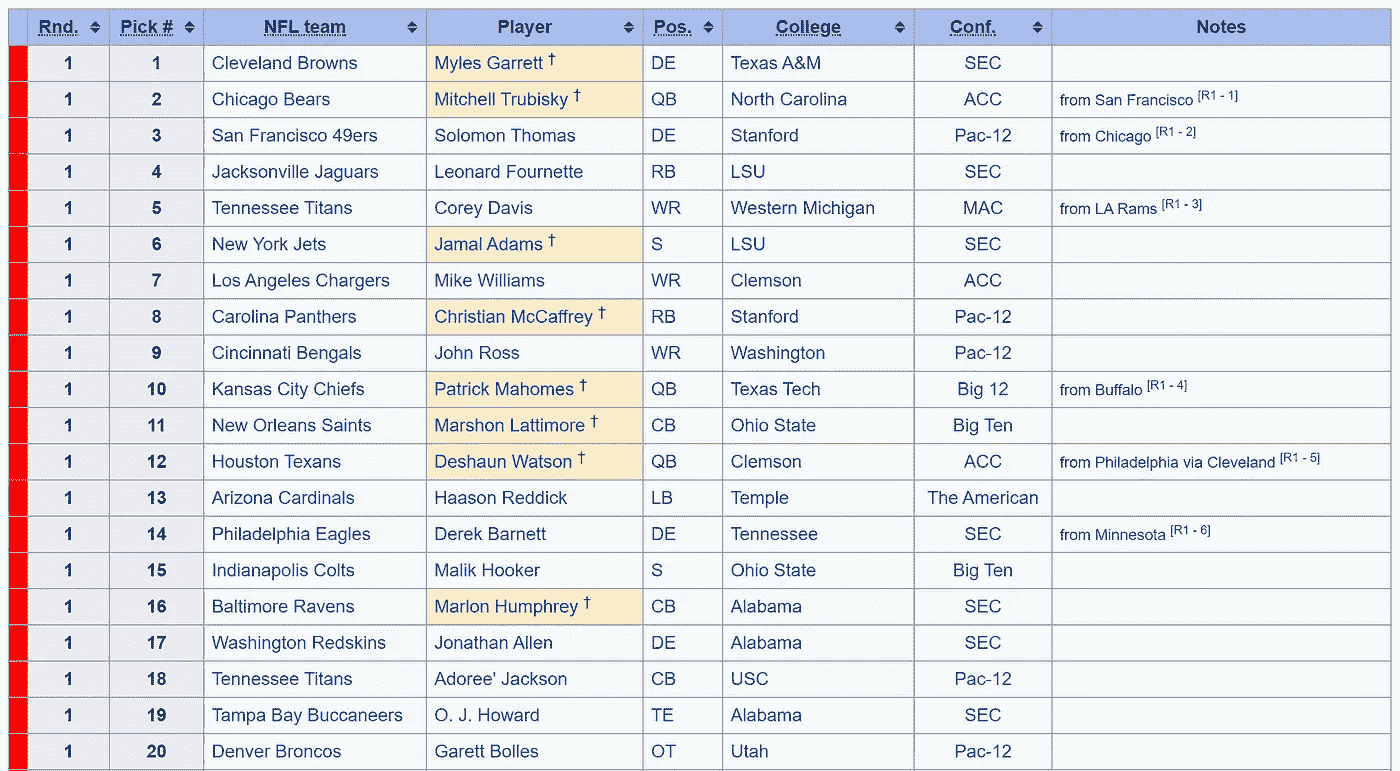 Rnd. Pick # NFL team Player Pos. College Conf. Notes
1 1 Cleveland Browns Myles Garrett † DE Texas A&M SEC
1 2 Chicago Bears Mitchell Trubisky † QB North Carolina ACC from San Francisco [R1 - 1]
1 3 San Francisco 49ers Solomon Thomas DE Stanford Pac-12 from Chicago [R1 - 2]
1 4 Jacksonville Jaguars Leonard Fournette RB LSU SEC
1 5 Tennessee Titans Corey Davis WR Western Michigan MAC from LA Rams [R1 - 3]
1 6 New York Jets Jamal Adams † S LSU SEC
1 7 Los Angeles Chargers Mike Williams WR Clemson ACC
1 8 Carolina Panthers Christian McCaffrey † RB Stanford Pac-12
1 9 Cincinnati Bengals John Ross WR Washington Pac-12
1 10 Kansas City Chiefs Patrick Mahomes † QB Texas Tech Big 12 from Buffalo [R1 - 4]
1 11 New Orleans Saints Marshon Lattimore † CB Ohio State Big Ten
1 12 Houston Texans Deshaun Watson † QB Clemson ACC from Philadelphia via Cleveland [R1 - 5]
1 13 Arizona Cardinals Haason Reddick LB Temple The American
1 14 Philadelphia Eagles Derek Barnett DE Tennessee SEC from Minnesota [R1 - 6]
1 15 Indianapolis Colts Malik Hooker S Ohio State Big Ten
1 16 Baltimore Ravens Marlon Humphrey † CB Alabama SEC
1 17 Washington Redskins Jonathan Allen DE Alabama SEC
1 18 Tennessee Titans Adoree' Jackson CB USC Pac-12
1 19 Tampa Bay Buccaneers O. J. Howard TE Alabama SEC
1 20 Denver Broncos Garett Bolles OT Utah Pac-12